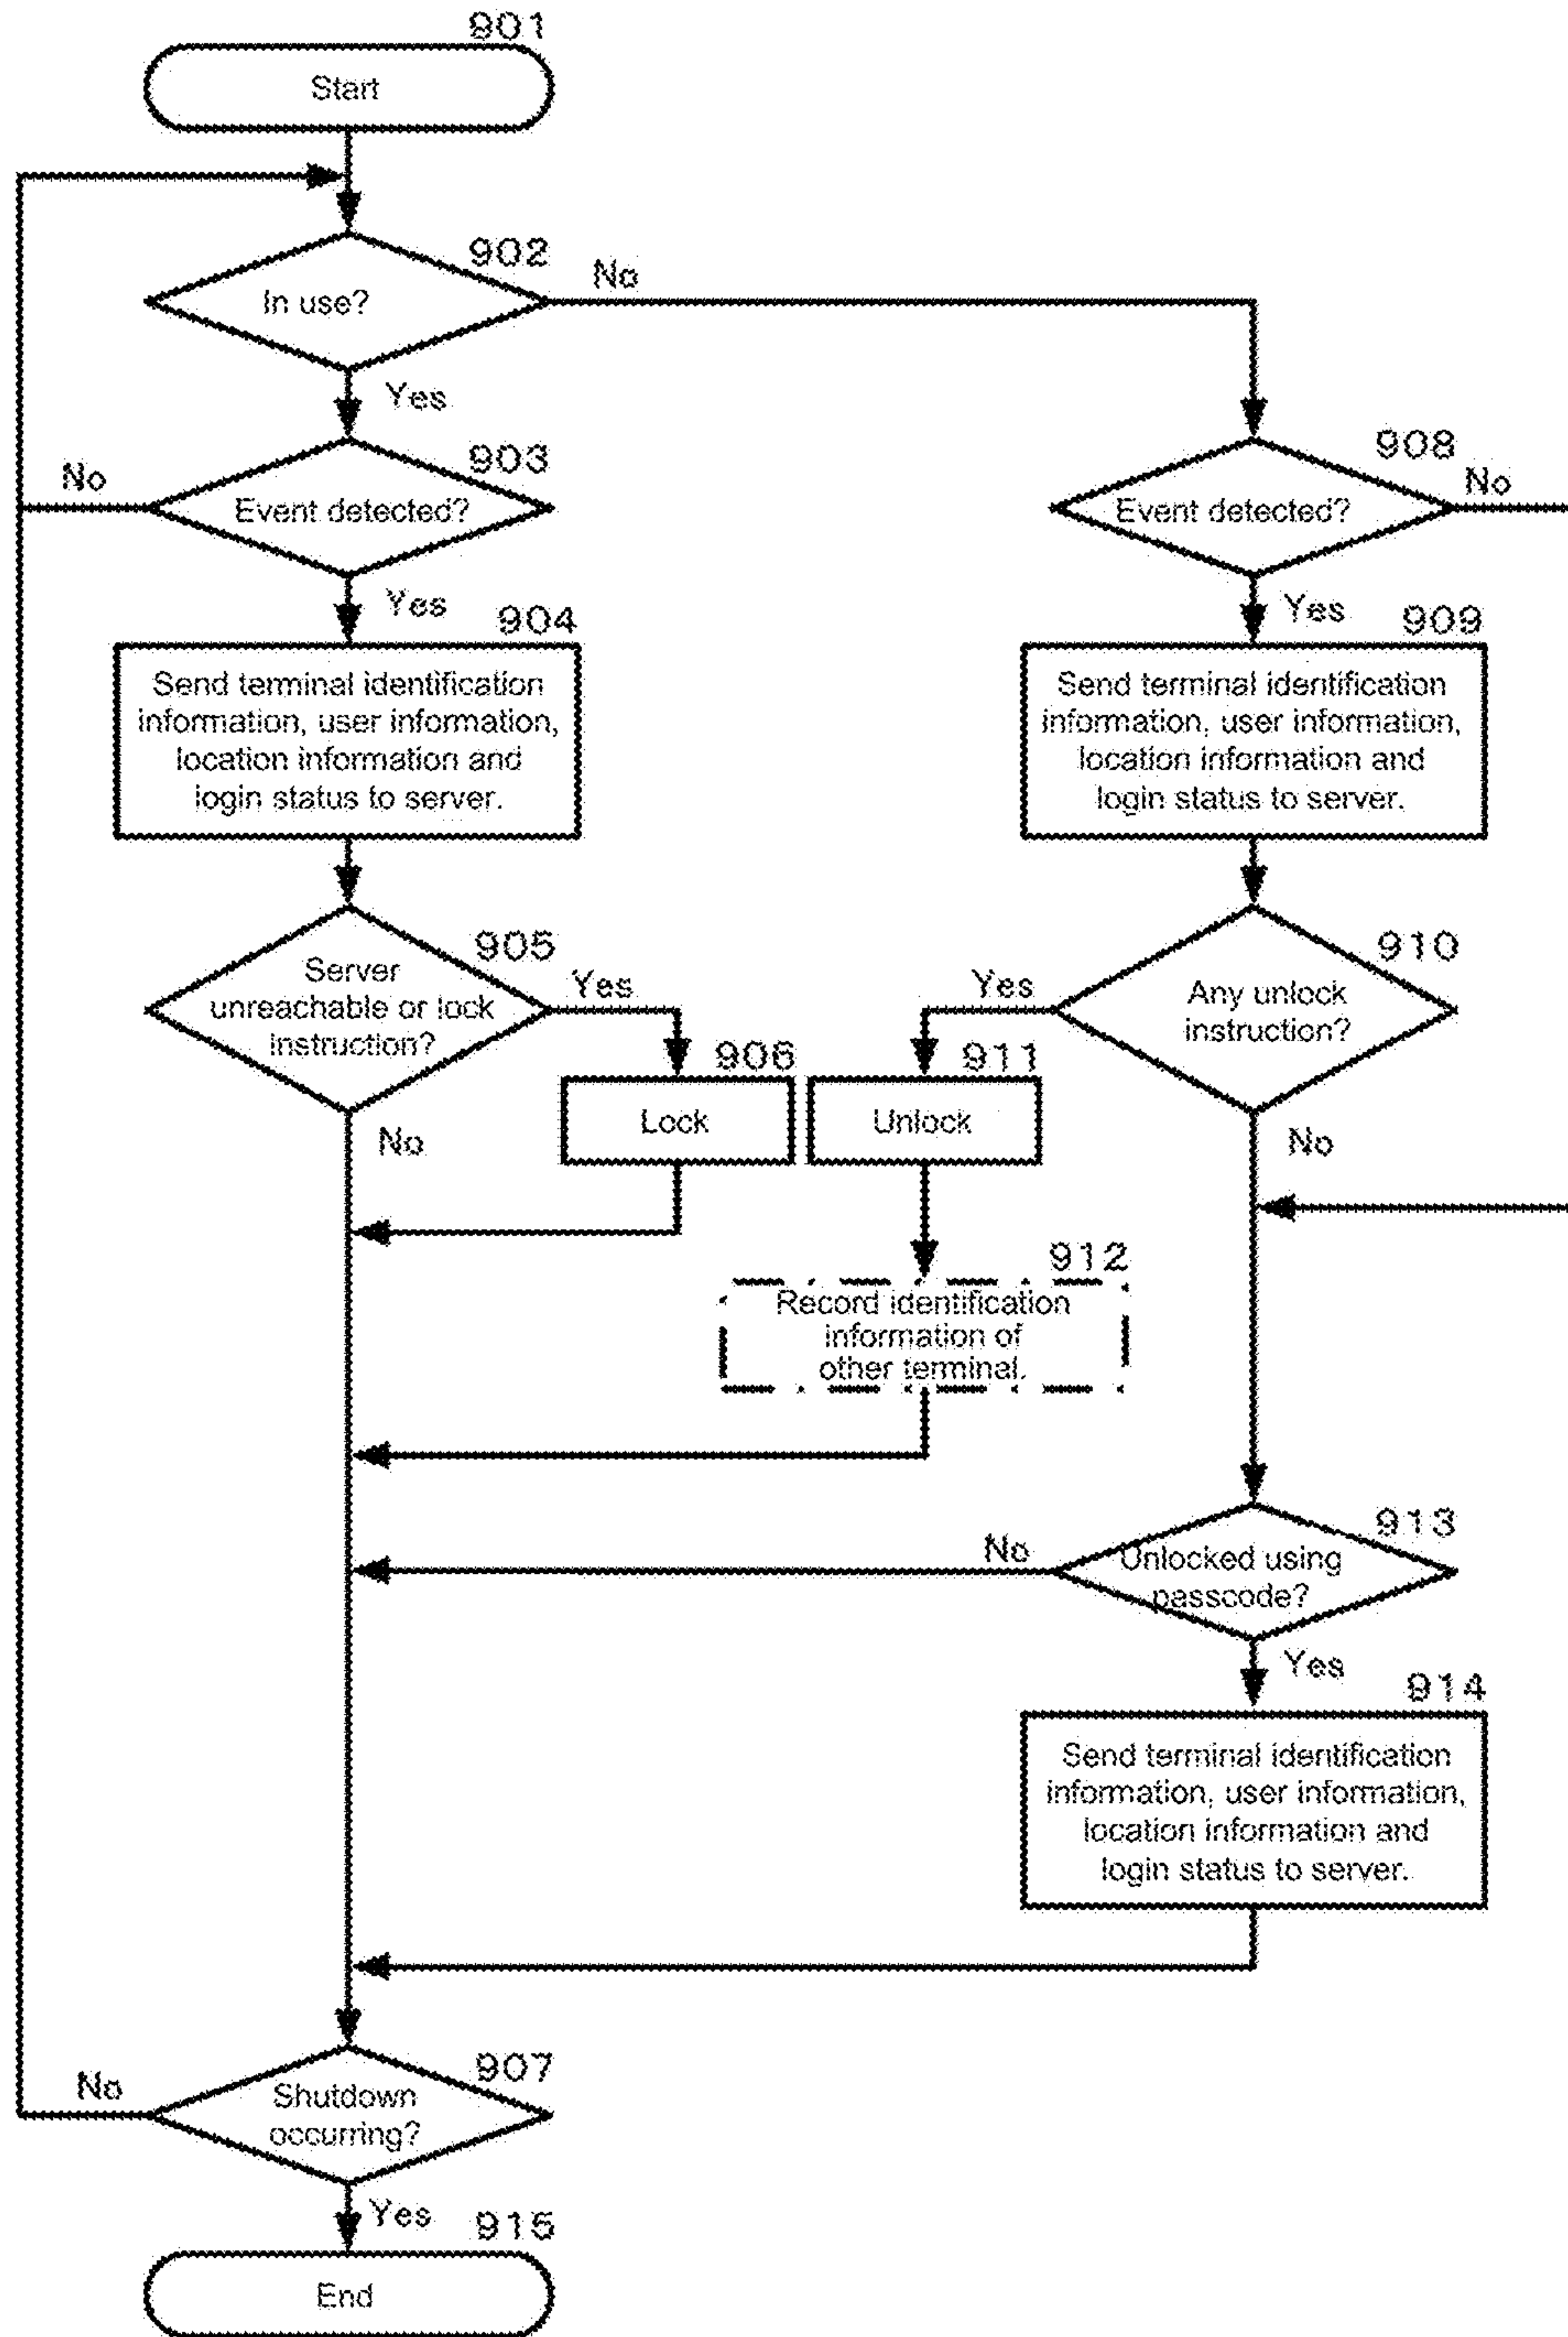 901
Start
902
In use?
No
Yes
903
Event detected?
No
Yes
908
Event detected?
No
Yes
904
Send terminal identification
information, user information,
location information and
login status to server.
909
Send terminal identification
information, user information,
location information and
login status to server.
905
Server
unreachable or lock
instruction?
Yes
No
910
Any unlock
instruction?
Yes
No
906
Lock
911
Unlock
912
Record identification
information of
other terminal.
913
Unlocked using
passcode?
No
Yes
914
Send terminal identification
information, user information,
location information and
login status to server.
907
Shutdown
occurring?
No
Yes
915
End